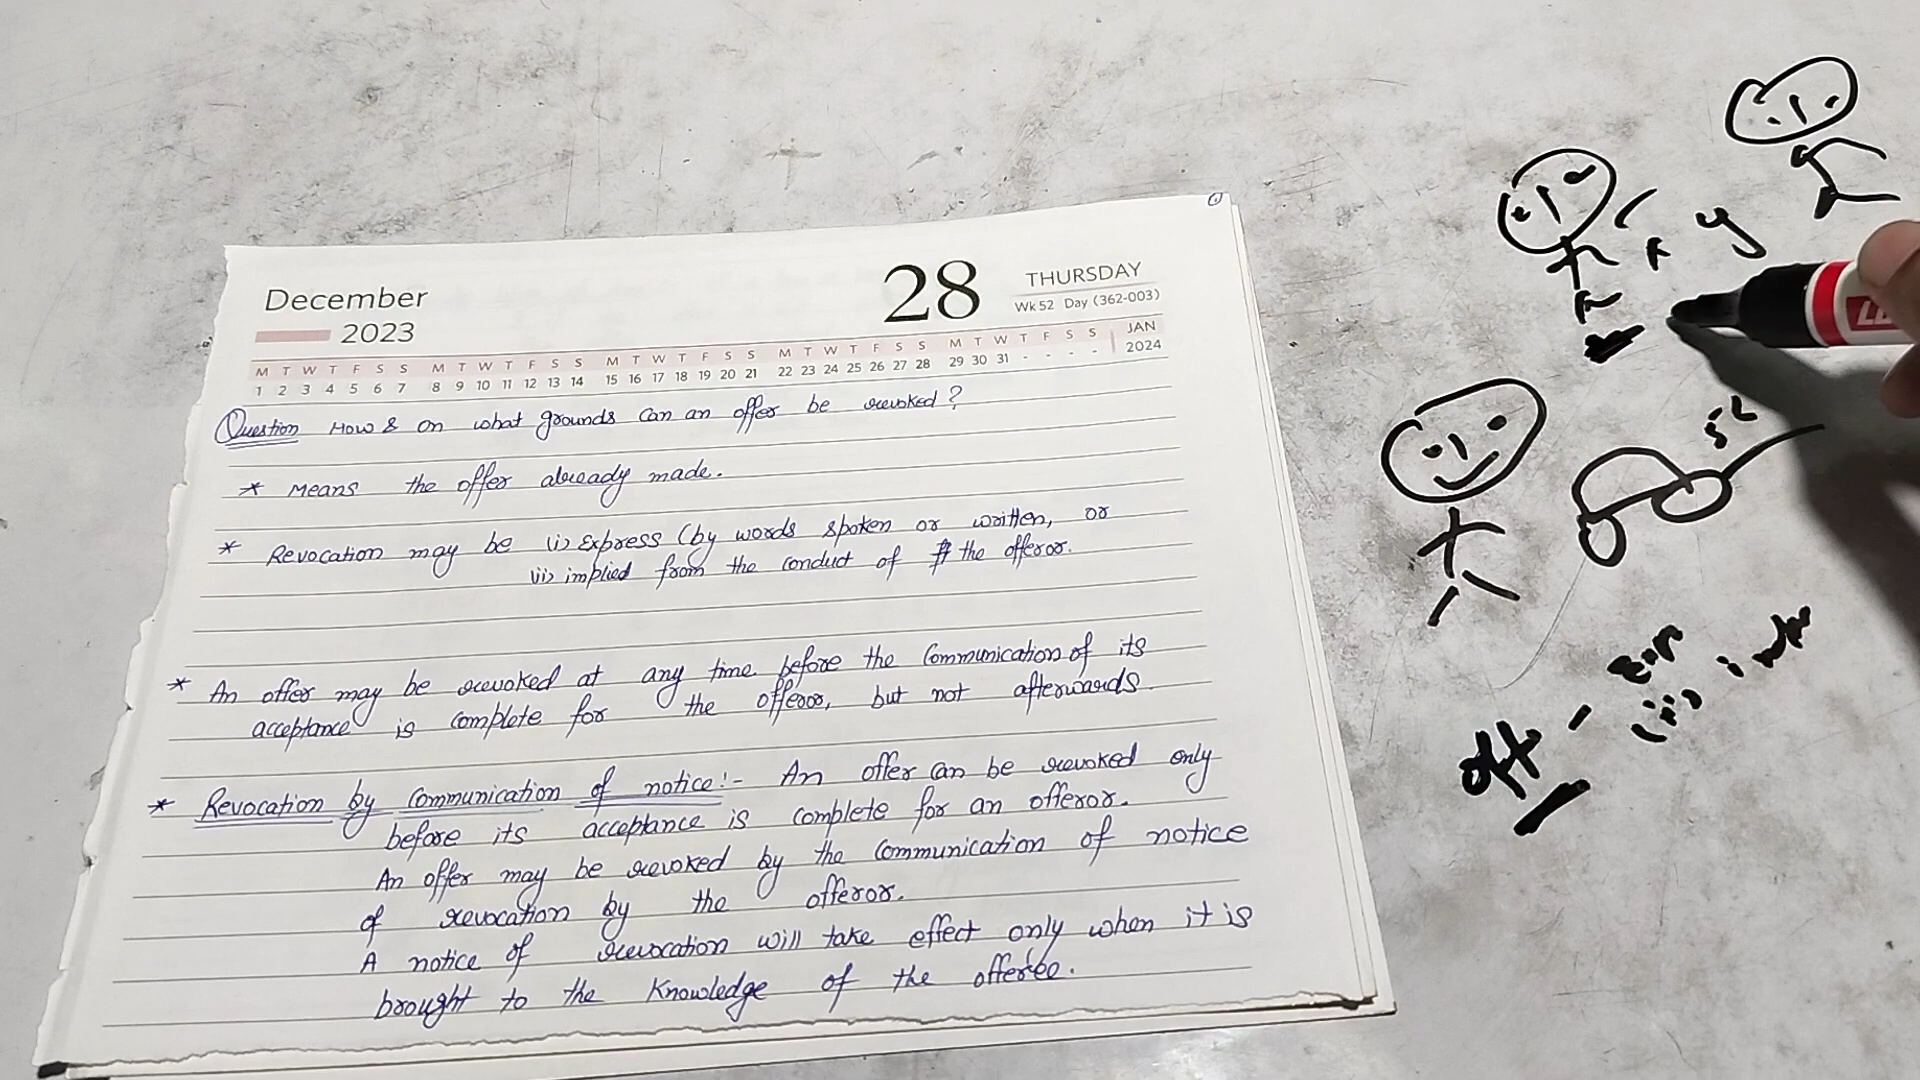 December
2023
28
THURSDAY
Wk 52 Day (362-003)
M T W T F S S M T W T F S S M T W T F S S M T W T F S S M T W T F S S JAN
1 2 3 4 5 6 7 8 9 10 11 12 13 14 15 16 17 18 19 20 21 22 23 24 25 26 27 28 29 30 31 - - - - 2024
Question How & on what grounds can an offer be revoked?
* Means the offer already made.
* Revocation may be (i) Express (by words spoken or written, or
(ii) implied from the conduct of the offeror.
* An offer may be revoked at any time before the communication of its
acceptance is complete for the offeror, but not afterwards.
* Revocation by communication of notice:- An offer can be revoked only
before its acceptance is complete for an offeror.
An offer may be revoked by the communication of notice
of revocation by the offeror.
A notice of revocation will take effect only when it is
brought to the knowledge of the offeree.
y
5L
off. - Exp
(ii)